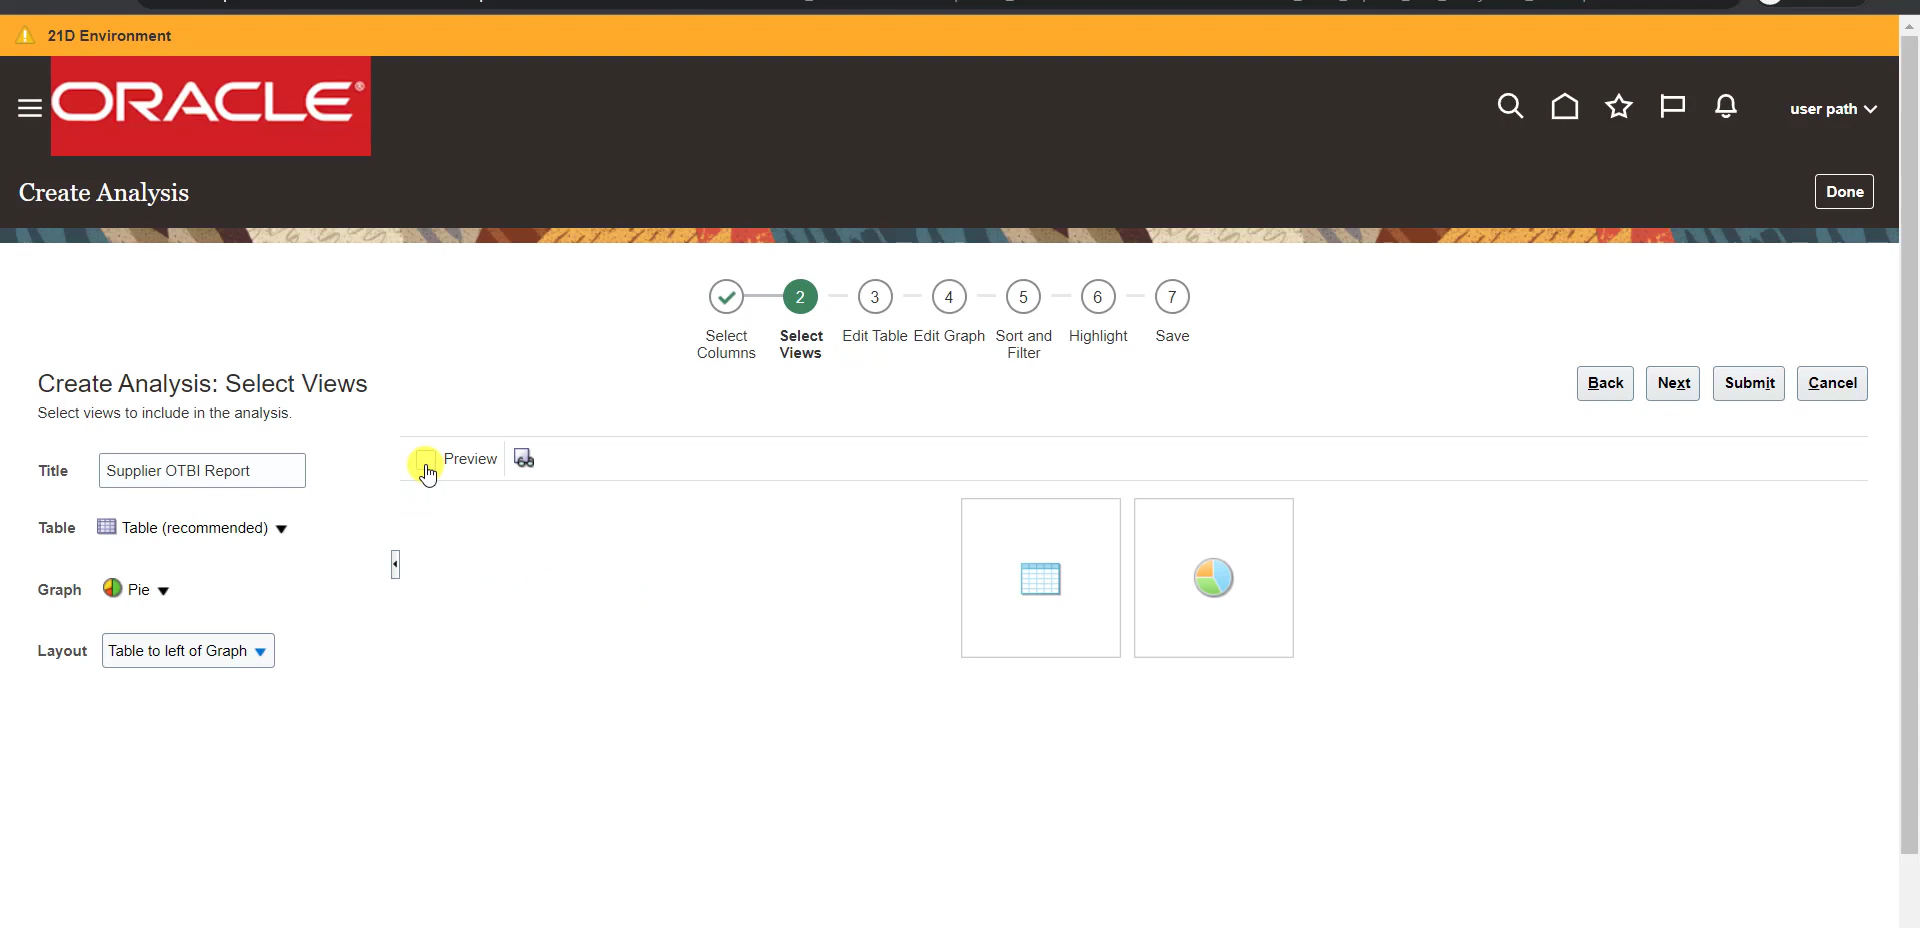 21D Environment
ORACLE®
user path
Create Analysis
Done
2
3
4
5
6
7
Select Columns
Select Views
Edit Table
Edit Graph
Sort and Filter
Highlight
Save
Create Analysis: Select Views
Select views to include in the analysis.
Back
Next
Submit
Cancel
Title
Supplier OTBI Report
Preview
Table
Table (recommended)
Graph
Pie
Layout
Table to left of Graph